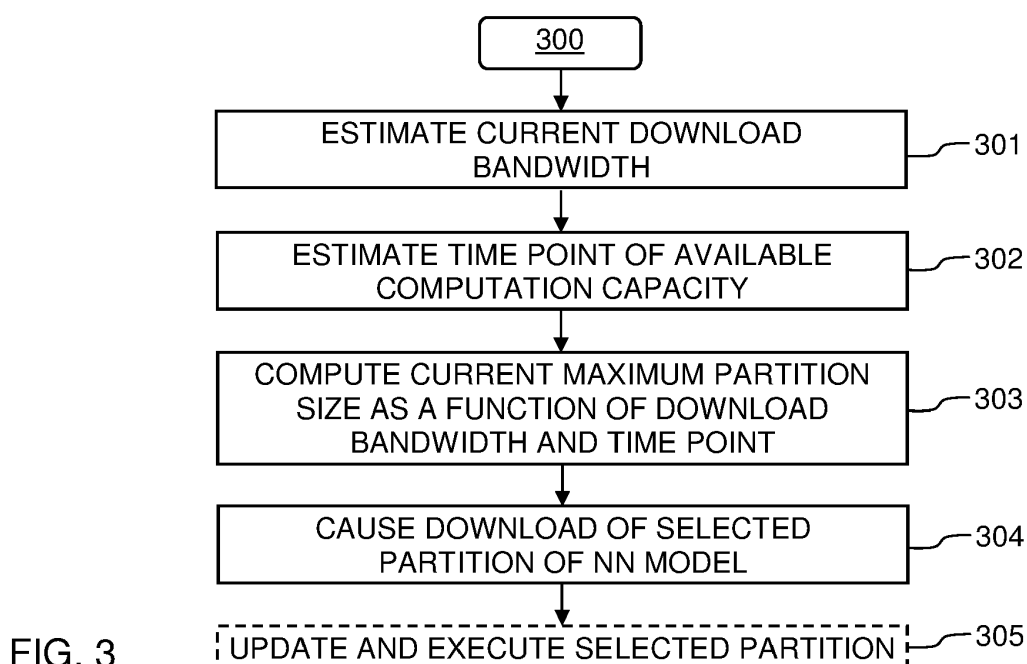 300
ESTIMATE CURRENT DOWNLOAD
BANDWIDTH
301
ESTIMATE TIME POINT OF AVAILABLE
COMPUTATION CAPACITY
302
COMPUTE CURRENT MAXIMUM PARTITION
SIZE AS A FUNCTION OF DOWNLOAD
BANDWIDTH AND TIME POINT
303
CAUSE DOWNLOAD OF SELECTED
PARTITION OF NN MODEL
304
UPDATE AND EXECUTE SELECTED PARTITION
305
FIG. 3